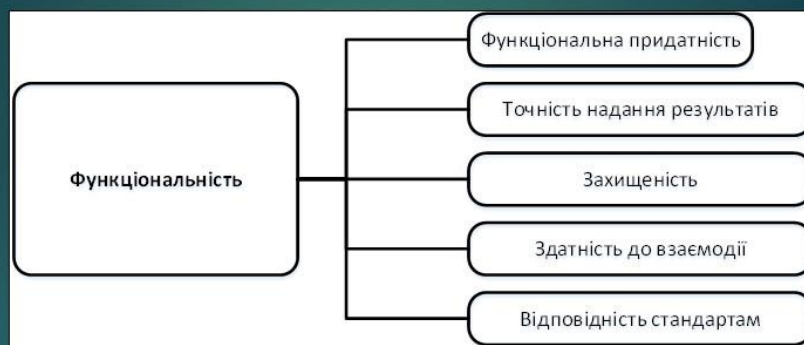 Функціональна придатність
Точність надання результатів
Функціональність
Захищеність
Здатність до взаємодії
Відповідність стандартам